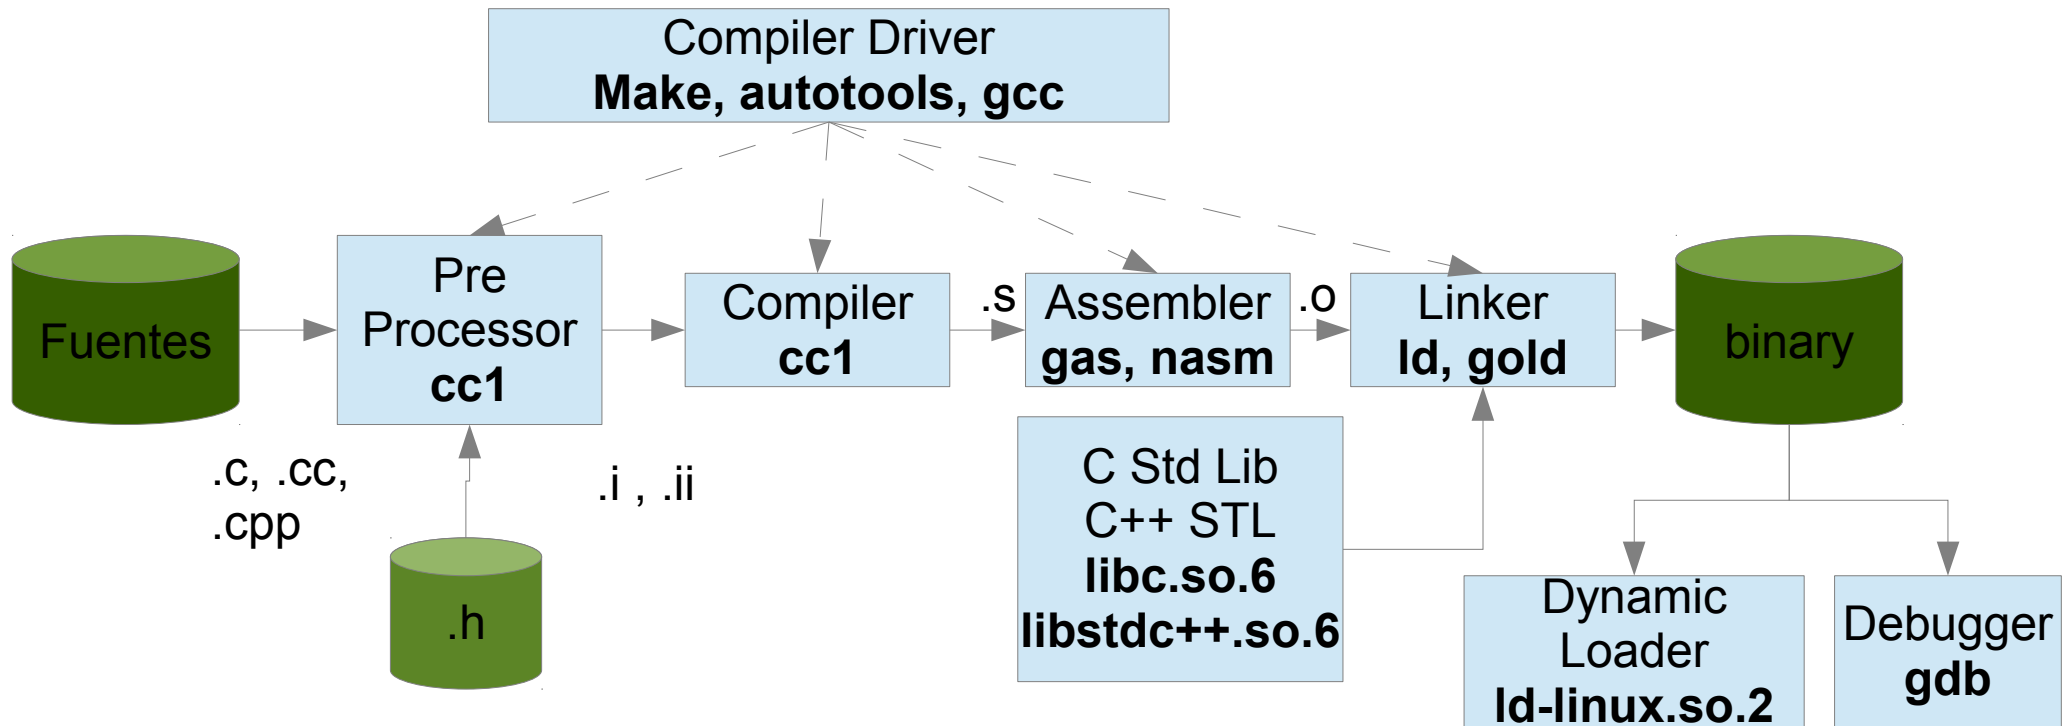 Compiler Driver
Make, autotools, gcc
Fuentes
.c, .cc,
.cpp
Pre
Processor
cc1
.h
.i , .ii
Compiler
cc1
.s
Assembler
gas, nasm
.o
Linker
ld, gold
C Std Lib
C++ STL
libc.so.6
libstdc++.so.6
binary
Dynamic
Loader
ld-linux.so.2
Debugger
gdb